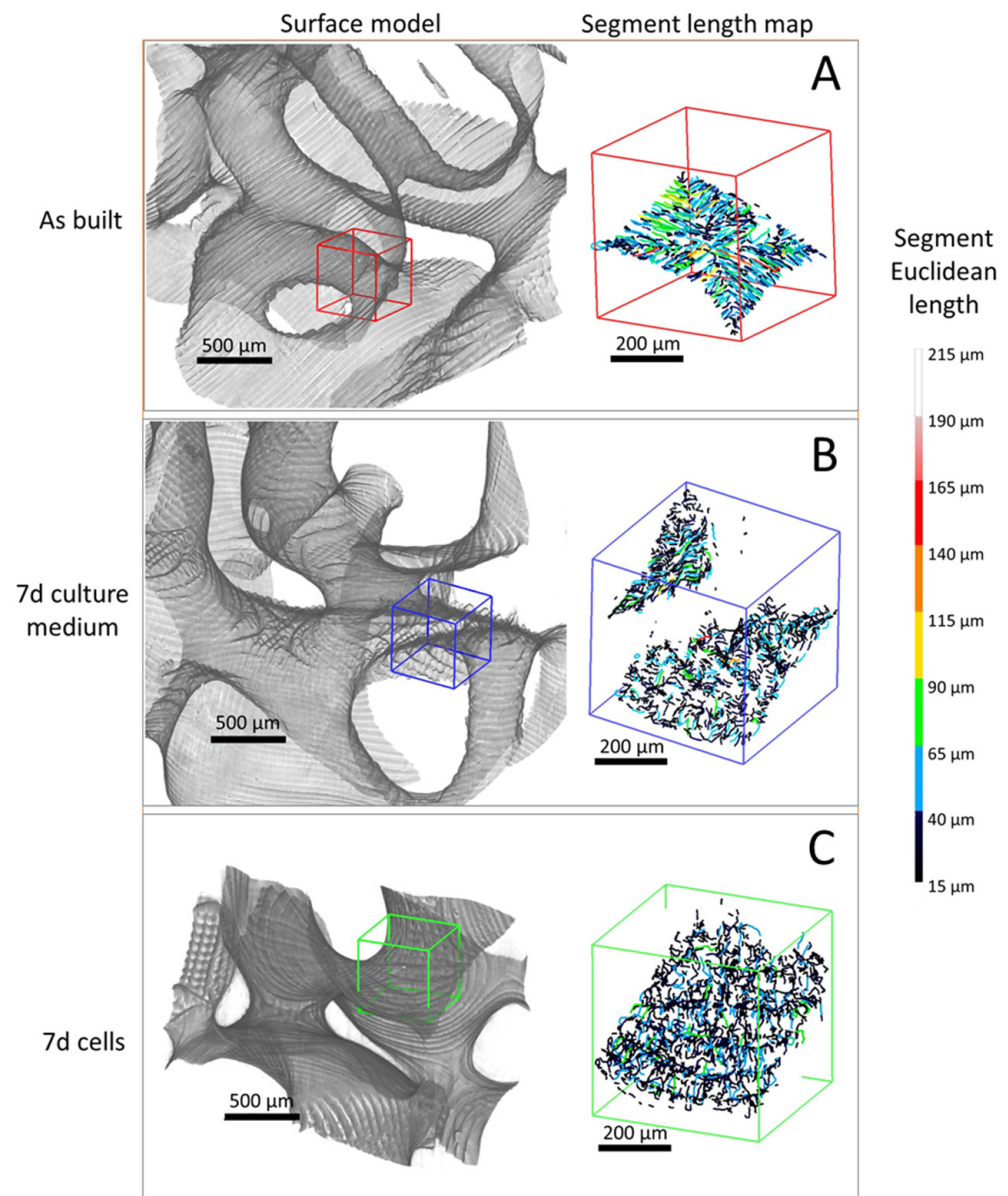 Surface model
Segment length map
A
As built
500 µm
200 µm
B
7d culture
medium
500 µm
200 µm
C
7d cells
500 µm
200 µm
Segment
Euclidean
length
215 µm
190 µm
165 µm
140 µm
115 µm
90 µm
65 µm
40 µm
15 µm